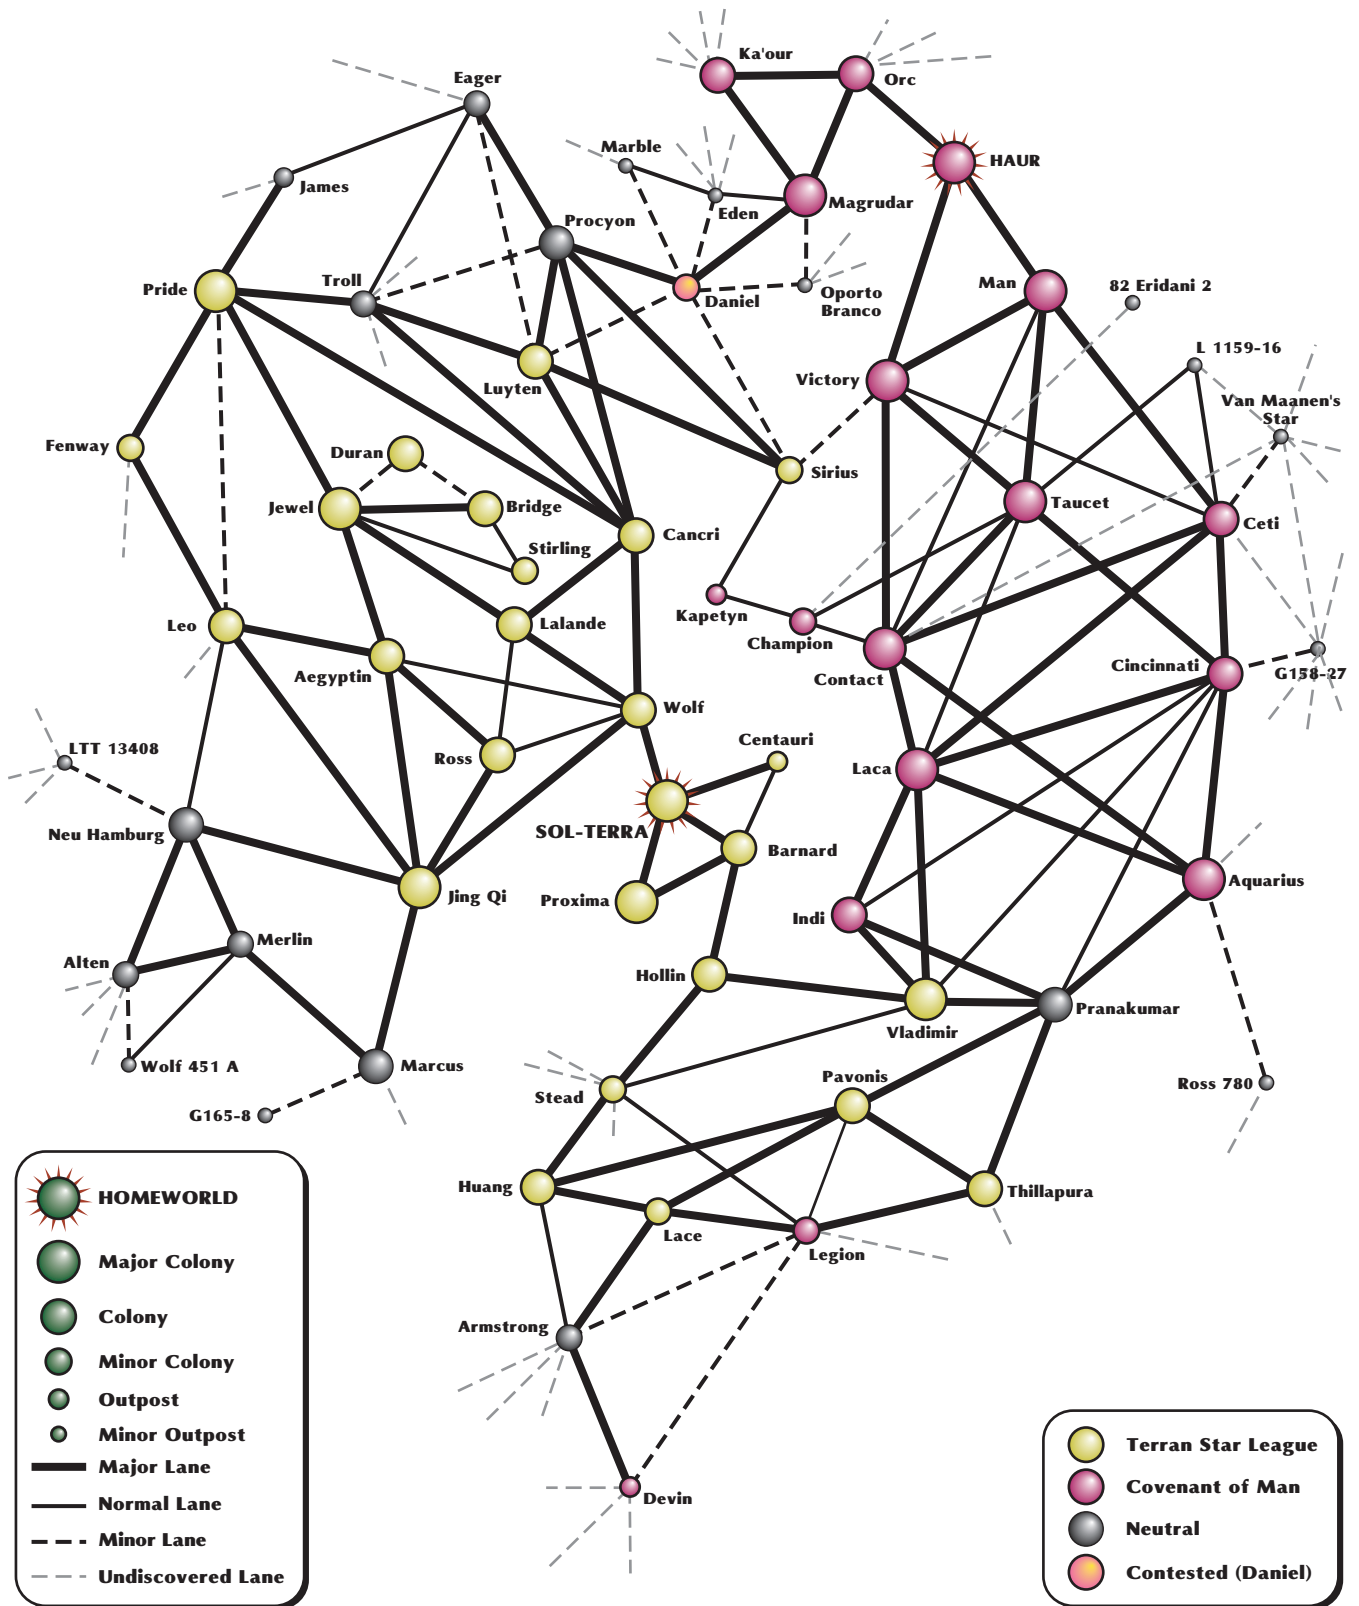 Ka'our
Orc
Eager
Marble
HAUR
James
Eden
Magrudar
Procyon
Pride
Troll
Daniel
Oporto
Branco
Man
82 Eridani 2
L 1159-16
Luyten
Victory
Van Maanen's
Star
Fenway
Duran
Sirius
Jewel
Bridge
Taucet
Cancri
Ceti
Stirling
Kapetyn
Leo
Lalande
Champion
Aegyptin
Contact
Cincinnati
G158-27
Wolf
LTT 13408
Ross
Centauri
Laca
Neu Hamburg
SOL-TERRA
Barnard
Aquarius
Jing Qi
Proxima
Indi
Merlin
Alten
Hollin
Vladimir
Pranakumar
Wolf 451 A
Marcus
Pavonis
Ross 780
Stead
G165-8
Huang
Thillapura
Lace
Legion
Armstrong
Devin
HOMEWORLD
Major Colony
Colony
Minor Colony
Outpost
Minor Outpost
Major Lane
Normal Lane
Minor Lane
Undiscovered Lane
Terran Star League
Covenant of Man
Neutral
Contested (Daniel)